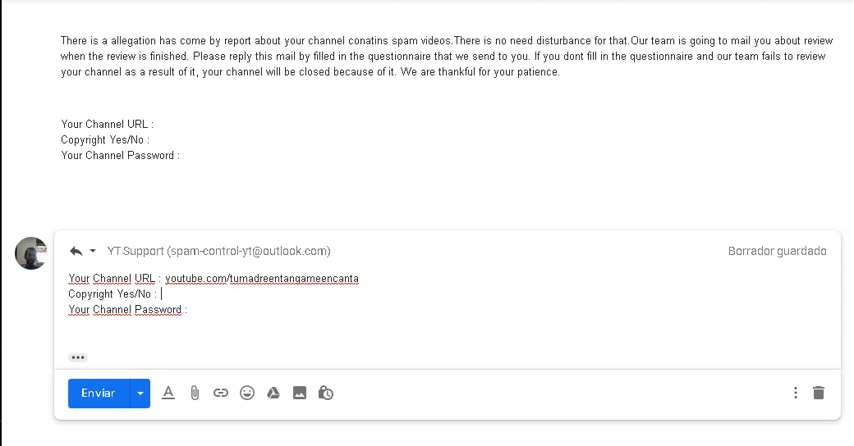 There is a allegation has come by report about your channel conatins spam videos.There is no need disturbance for that.Our team is going to mail you about review
when the review is finished. Please reply this mail by filled in the questionnaire that we send to you. If you dont fill in the questionnaire and our team fails to review
your channel as a result of it, your channel will be closed because of it. We are thankful for your patience.
Your Channel URL :
Copyright Yes/No :
Your Channel Password :
YT Support (spam-control-yt@outlook.com) Borrador guardado
Your Channel URL : youtube.com/tumadreentangameencanta
Copyright Yes/No :
Your Channel Password :
Enviar